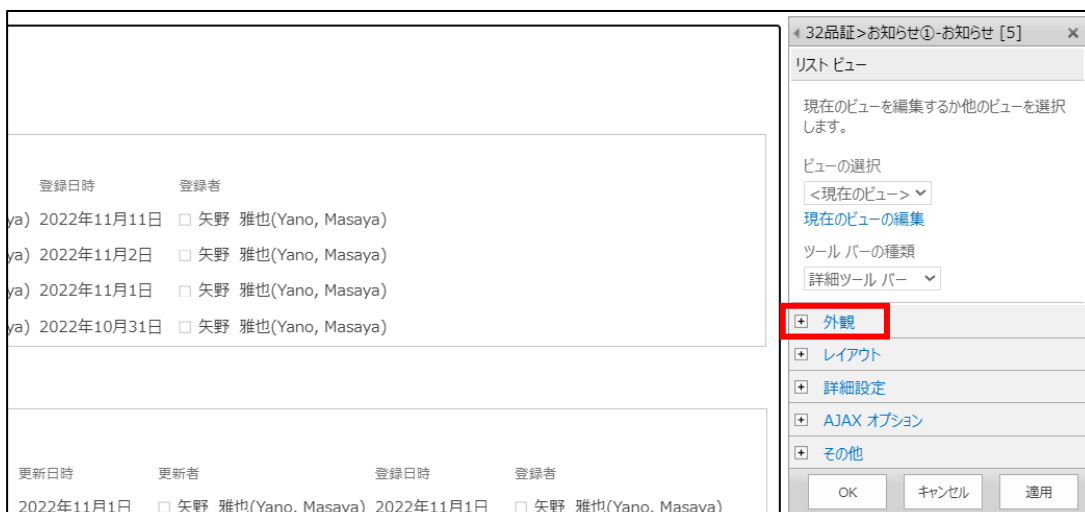 32品証>お知らせ①-お知らせ [5]
リスト ビュー
現在のビューを編集するか他のビューを選択
します。
ビューの選択
<現在のビュー>
現在のビューの編集
ツール バーの種類
詳細ツール バー
外観
レイアウト
詳細設定
AJAX オプション
その他
OK キャンセル 適用
登録日時 登録者
ya) 2022年11月11日 矢野 雅也(Yano, Masaya)
ya) 2022年11月2日 矢野 雅也(Yano, Masaya)
ya) 2022年11月1日 矢野 雅也(Yano, Masaya)
ya) 2022年10月31日 矢野 雅也(Yano, Masaya)
更新日時 更新者 登録日時 登録者
2022年11月1日 矢野 雅也(Yano, Masaya) 2022年11月1日 矢野 雅也(Yano, Masaya)